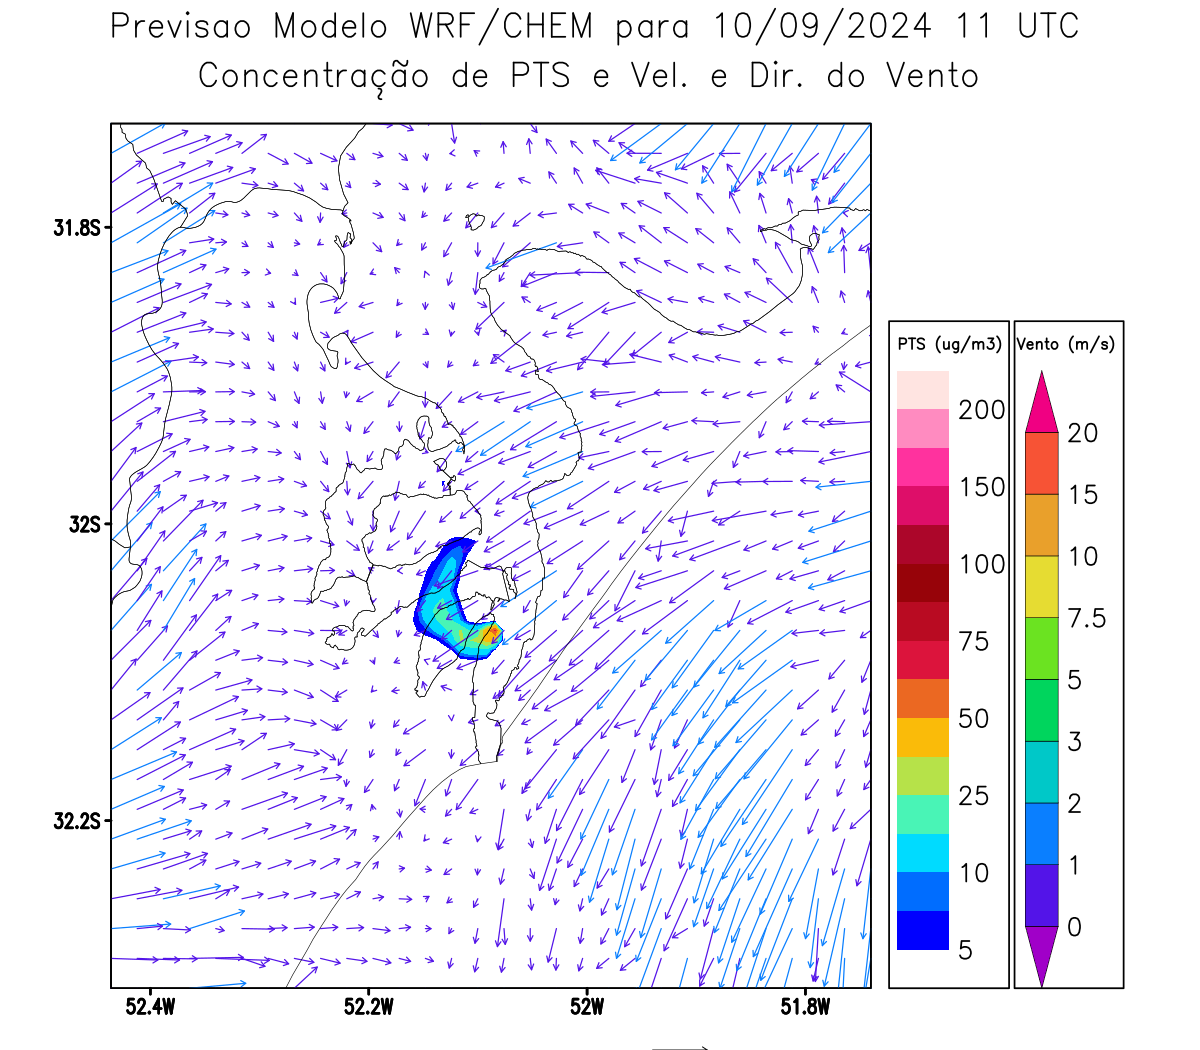 Previsao Modelo WRF/CHEM para 10/09/2024 11 UTC
Concentração de PTS e Vel. e Dir. do Vento
31.8S
32S
32.2S
52.4W 52.2W 52W 51.8W
PTS (ug/m3)
200
150
100
75
50
25
10
5
Vento (m/s)
20
15
10
7.5
5
3
2
1
0